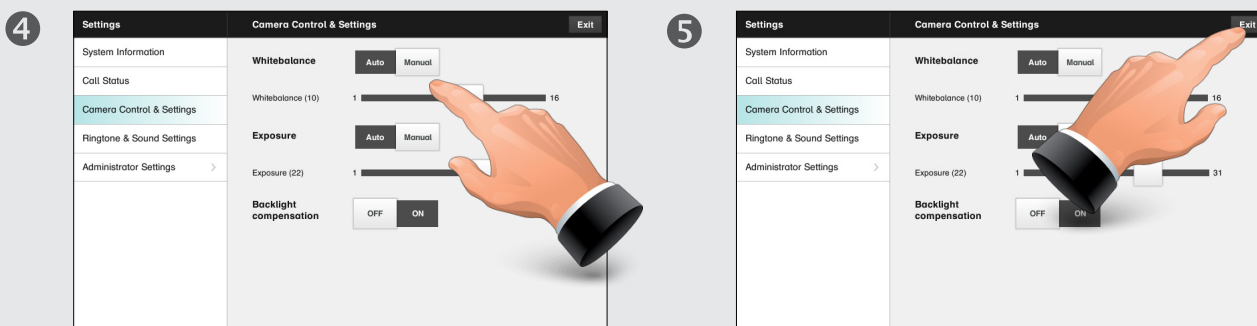 4
Settings
Camera Control & Settings
Exit
System Information
Call Status
Camera Control & Settings
Ringtone & Sound Settings
Administrator Settings >
Whitebalance
Auto Manual
Whitebalance (10) 1 16
Exposure
Auto Manual
Exposure (22) 1
Backlight
compensation
OFF ON
5
Settings
Camera Control & Settings
Exit
System Information
Call Status
Camera Control & Settings
Ringtone & Sound Settings
Administrator Settings >
Whitebalance
Auto Manual
Whitebalance (10) 1 16
Exposure
Auto
Exposure (22) 1 31
Backlight
compensation
OFF ON